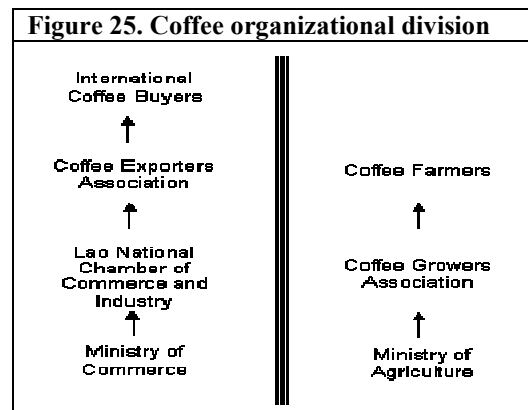 Figure 25. Coffee organizational division
International
Coffee Buyers
Coffee Exporters
Association
Lao National
Chamber of
Commerce and
Industry
Ministry of
Commerce
Coffee Farmers
Coffee Growers
Association
Ministry of
Agriculture